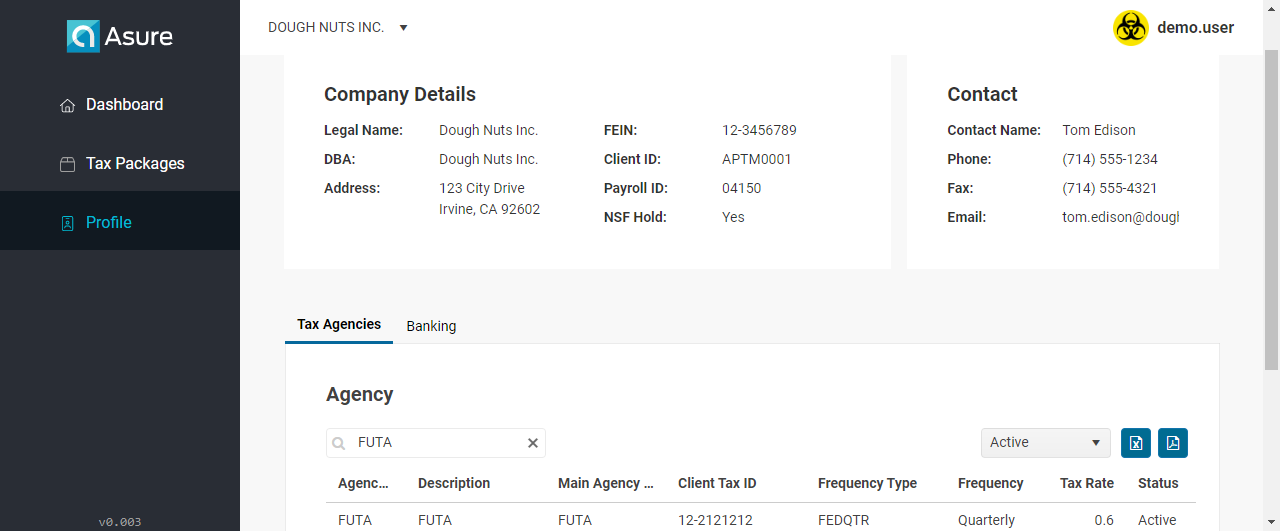 Asure
DOUGH NUTS INC.
demo.user
Dashboard
Tax Packages
Profile
v0.003
Company Details
Legal Name: Dough Nuts Inc.
DBA: Dough Nuts Inc.
Address: 123 City Drive
Irvine, CA 92602
FEIN: 12-3456789
Client ID: APTM0001
Payroll ID: 04150
NSF Hold: Yes
Contact
Contact Name: Tom Edison
Phone: (714) 555-1234
Fax: (714) 555-4321
Email: tom.edison@dough
Tax Agencies Banking
Agency
FUTA
Active
Agenc... Description Main Agency ... Client Tax ID Frequency Type Frequency Tax Rate Status
FUTA FUTA FUTA 12-2121212 FEDQTR Quarterly 0.6 Active